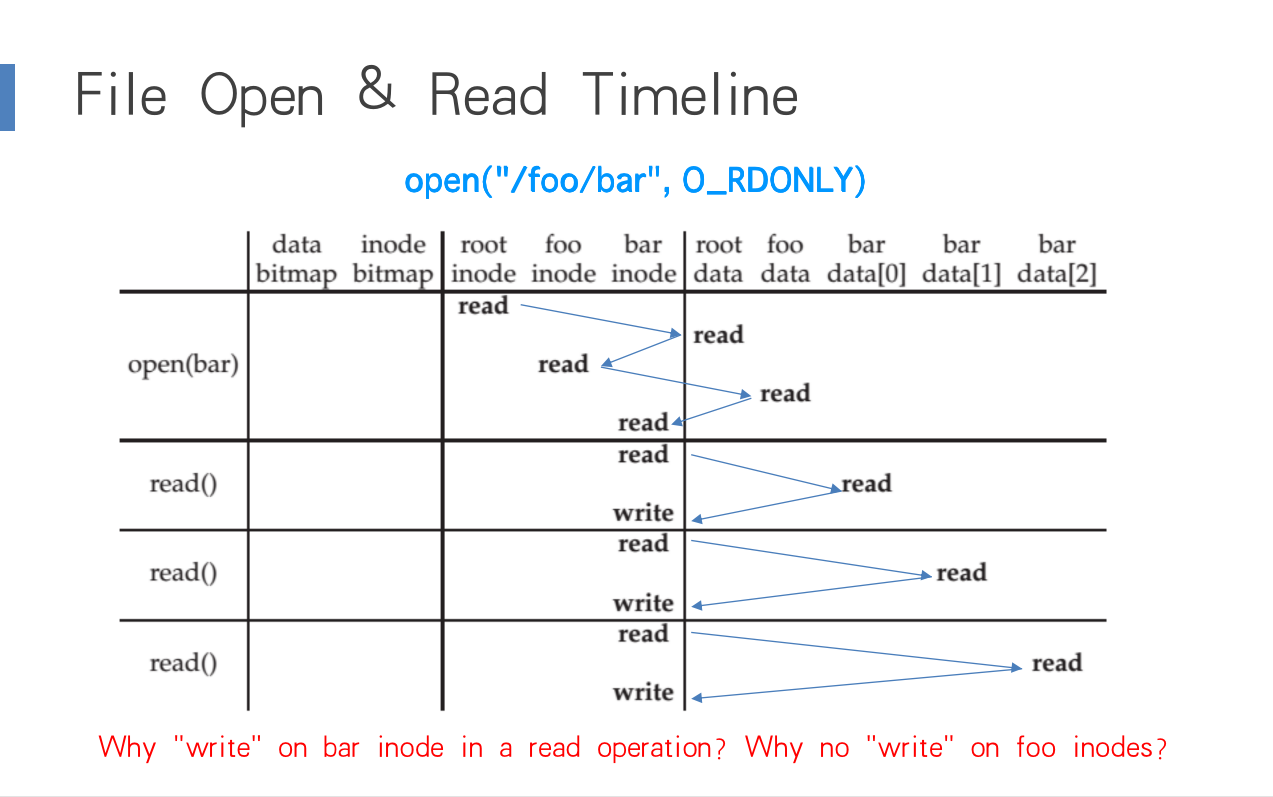 File Open & Read Timeline
open("/foo/bar", O_RDONLY)
data inode root foo bar root foo bar bar bar
bitmap bitmap inode inode inode data data data[0] data[1] data[2]
read
read
open(bar) read
read
read
read
read() read
write
read
read() read
write
read
read() read
write
Why "write" on bar inode in a read operation? Why no "write" on foo inodes?